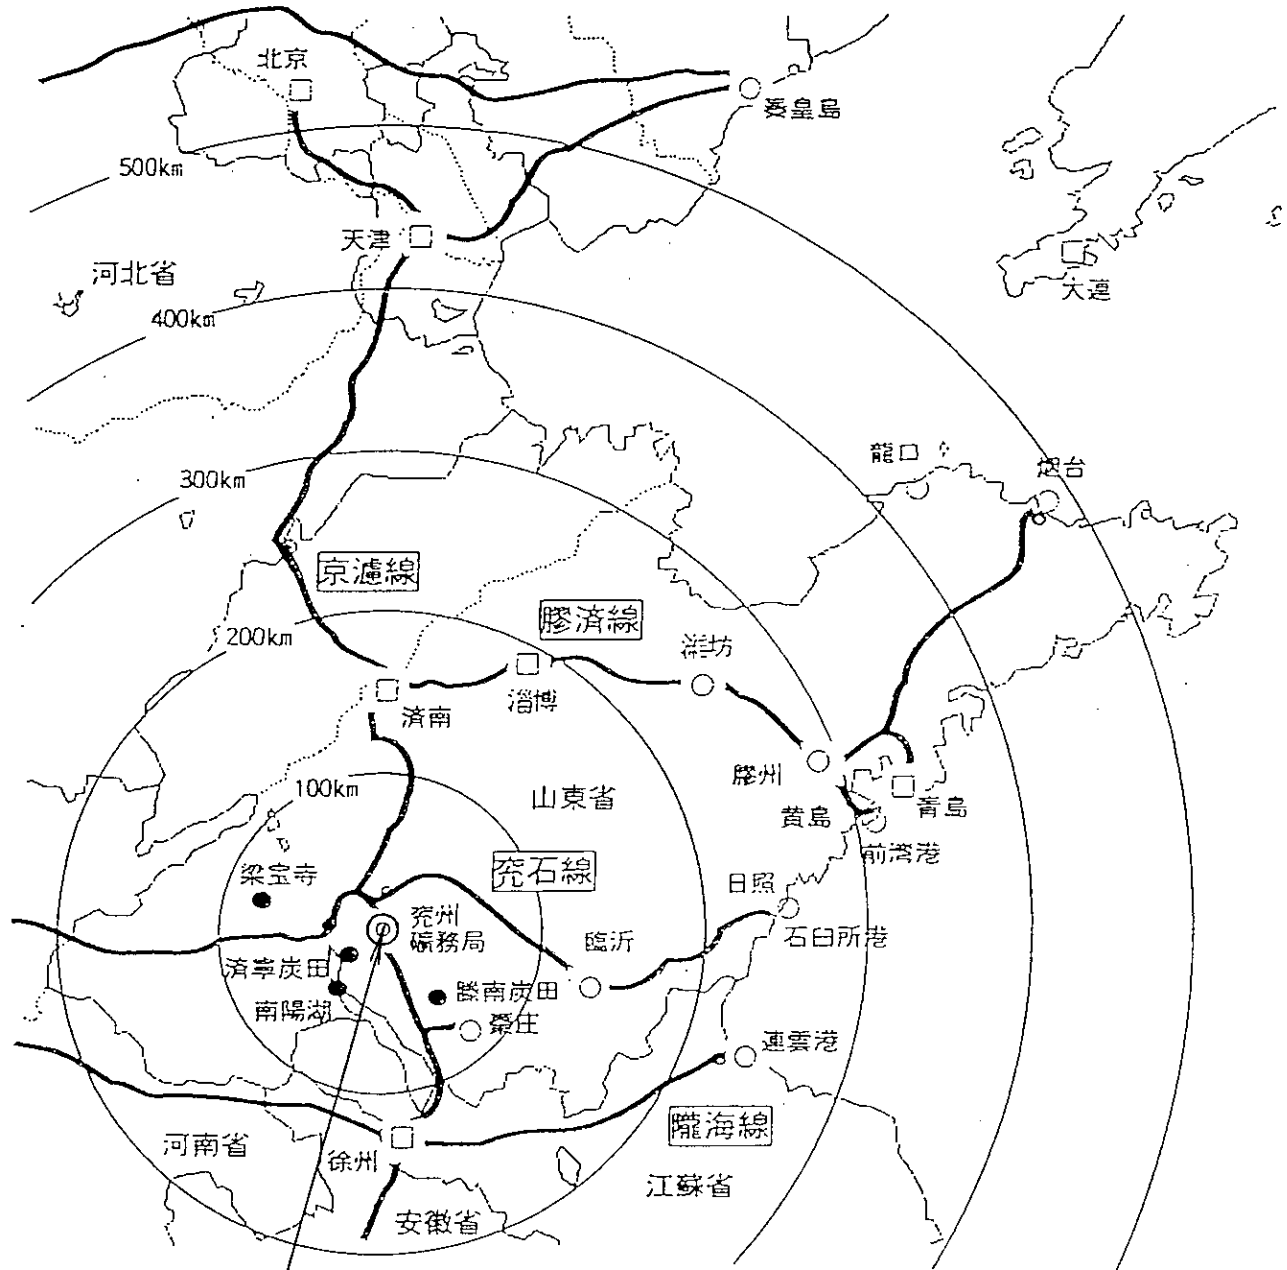 北京
秦皇島
500km
天津
河北省
大連
400km
龍口
烟台
300km
京滬線
膠済線
200km
濰坊
淄博
済南
膠州
100km
山東省
黄島
青島
前湾港
梁宝寺
兗石線
日照
兗州
礦務局
臨沂
石臼所港
済寧炭田
滕南炭田
南陽湖
連雲港
隴海線
河南省
徐州
江蘇省
安徽省